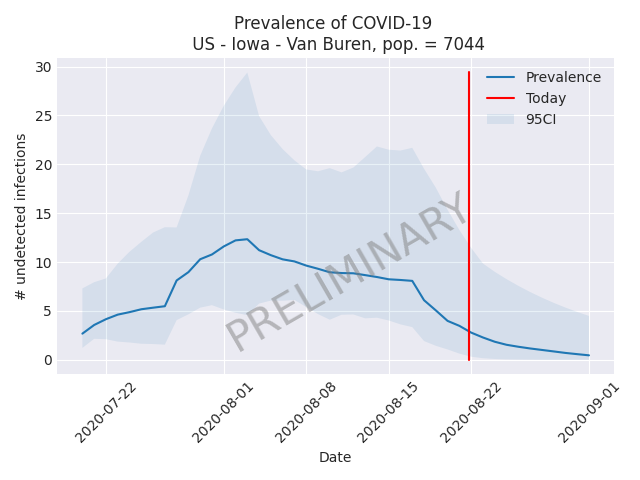 Prevalence of COVID-19
US - Iowa - Van Buren, pop. = 7044
# undetected infections
30
25
20
15
10
5
0
Prevalence
Today
95CI
PRELIMINARY
2020-07-22
2020-08-01
2020-08-08
2020-08-15
2020-08-22
2020-09-01
Date